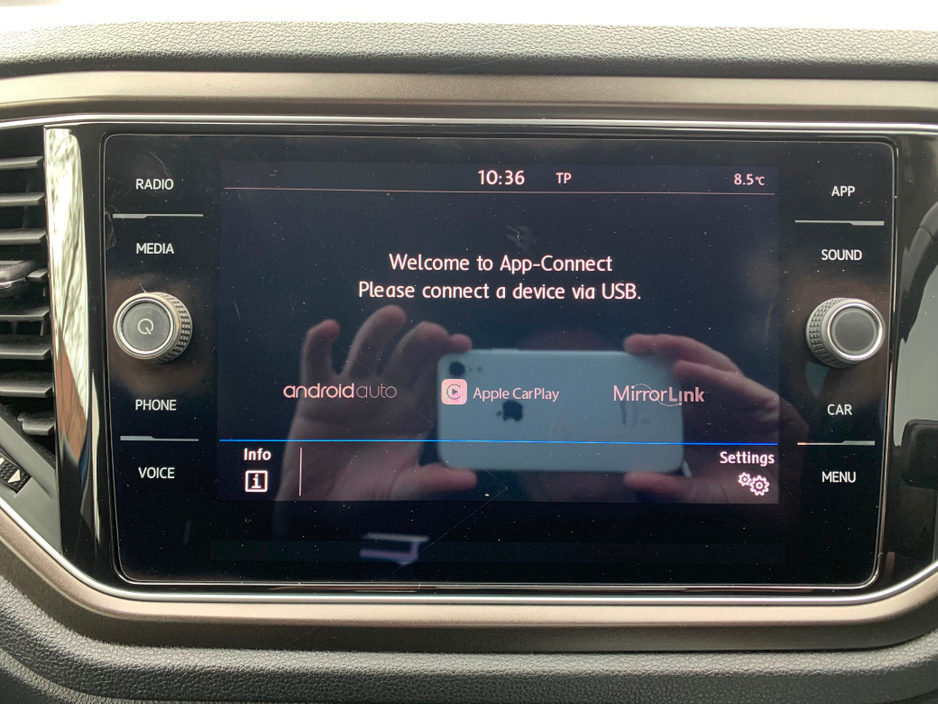 10:36 TP 8.5℃
RADIO
MEDIA
PHONE
VOICE
Welcome to App-Connect
Please connect a device via USB.
androidauto Apple CarPlay MirrorLink
Info
i
Settings
APP
SOUND
CAR
MENU